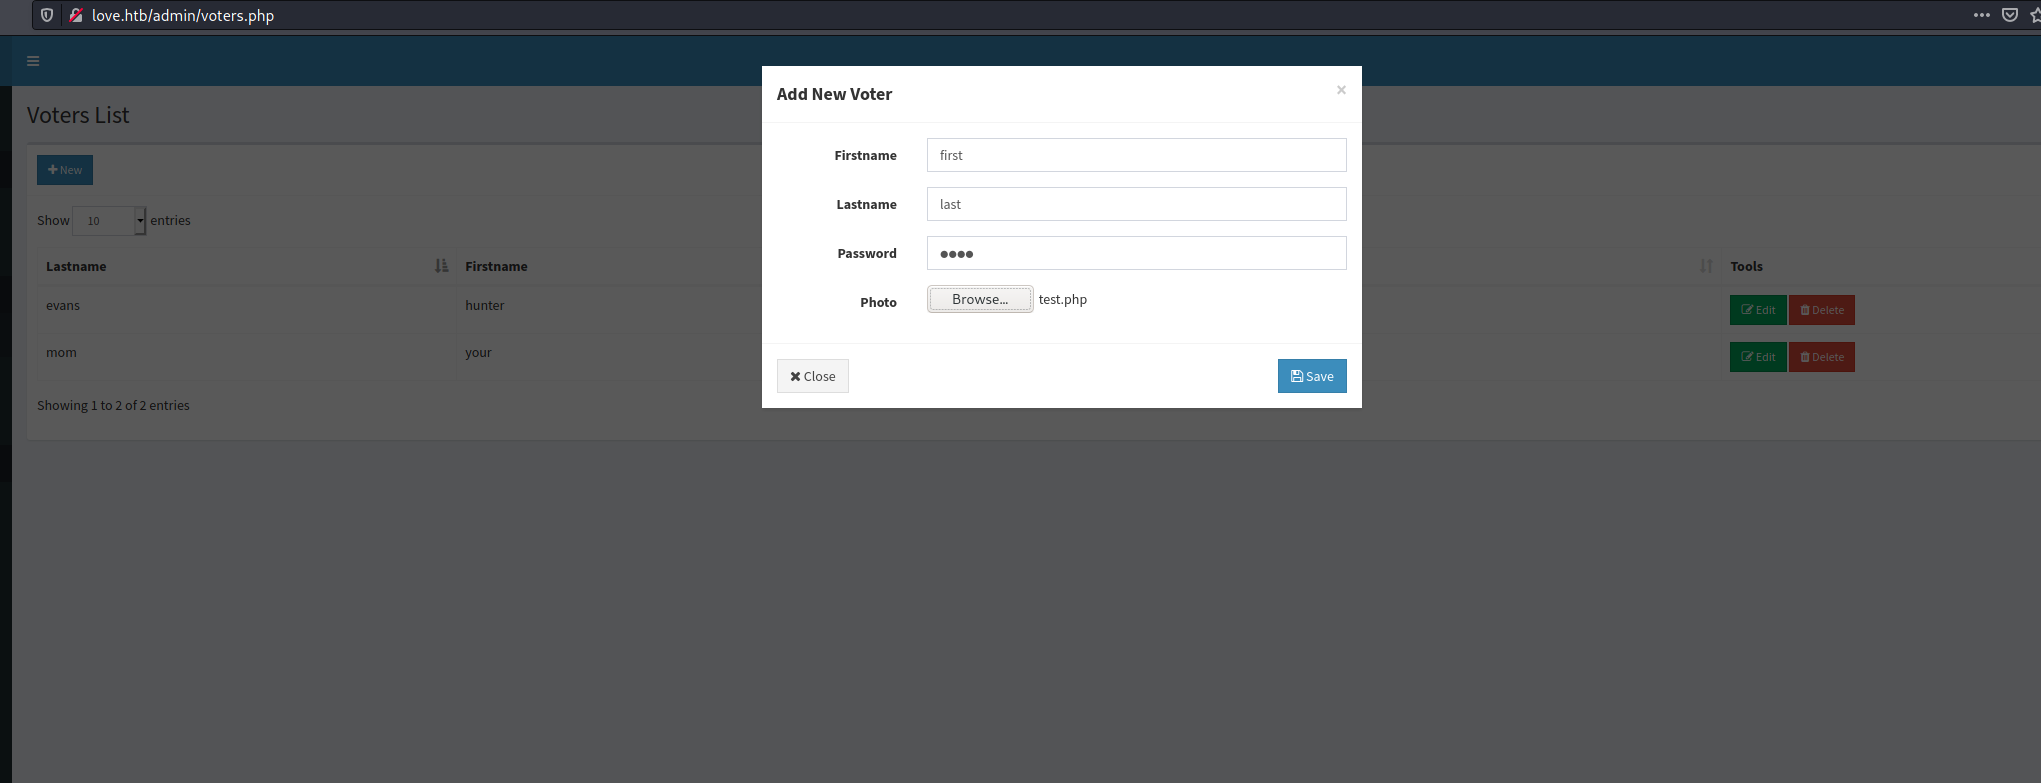 love.htb/admin/voters.php
Add New Voter ×
Voters List
Firstname first
New
Lastname last
Show 10 entries
Password ●●●●
Lastname Firstname Tools
Photo Browse... test.php
evans hunter Edit Delete
mom your Edit Delete
Close Save
Showing 1 to 2 of 2 entries